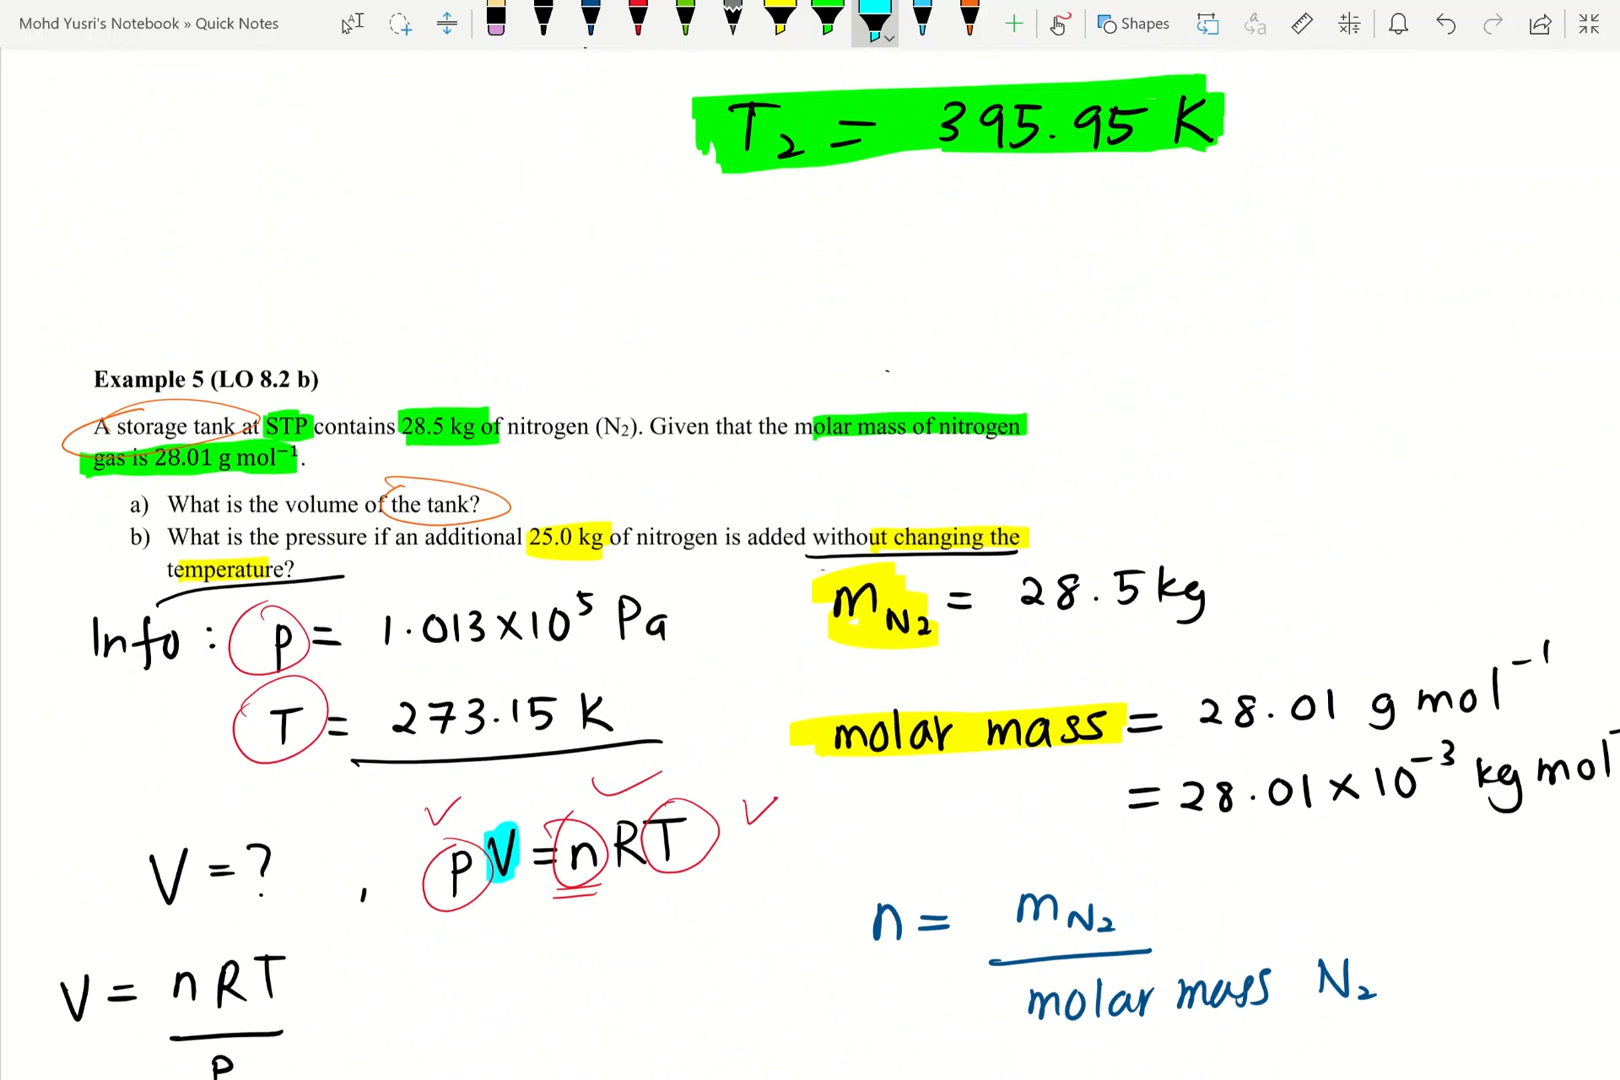 Mohd Yusri's Notebook » Quick Notes
Shapes
T₂ = 395.95 K
Example 5 (LO 8.2 b)
A storage tank at STP contains 28.5 kg of nitrogen (N₂). Given that the molar mass of nitrogen
gas is 28.01 g mol⁻¹.
a) What is the volume of the tank?
b) What is the pressure if an additional 25.0 kg of nitrogen is added without changing the
temperature?
Info : p = 1.013×10⁵ Pa
T = 273.15 K
m N₂ = 28.5 kg
molar mass = 28.01 g mol⁻¹
= 28.01 × 10⁻³ kg mol⁻
V = ? , pV = nRT
n = m N₂
molar mass N₂
V = nRT
P